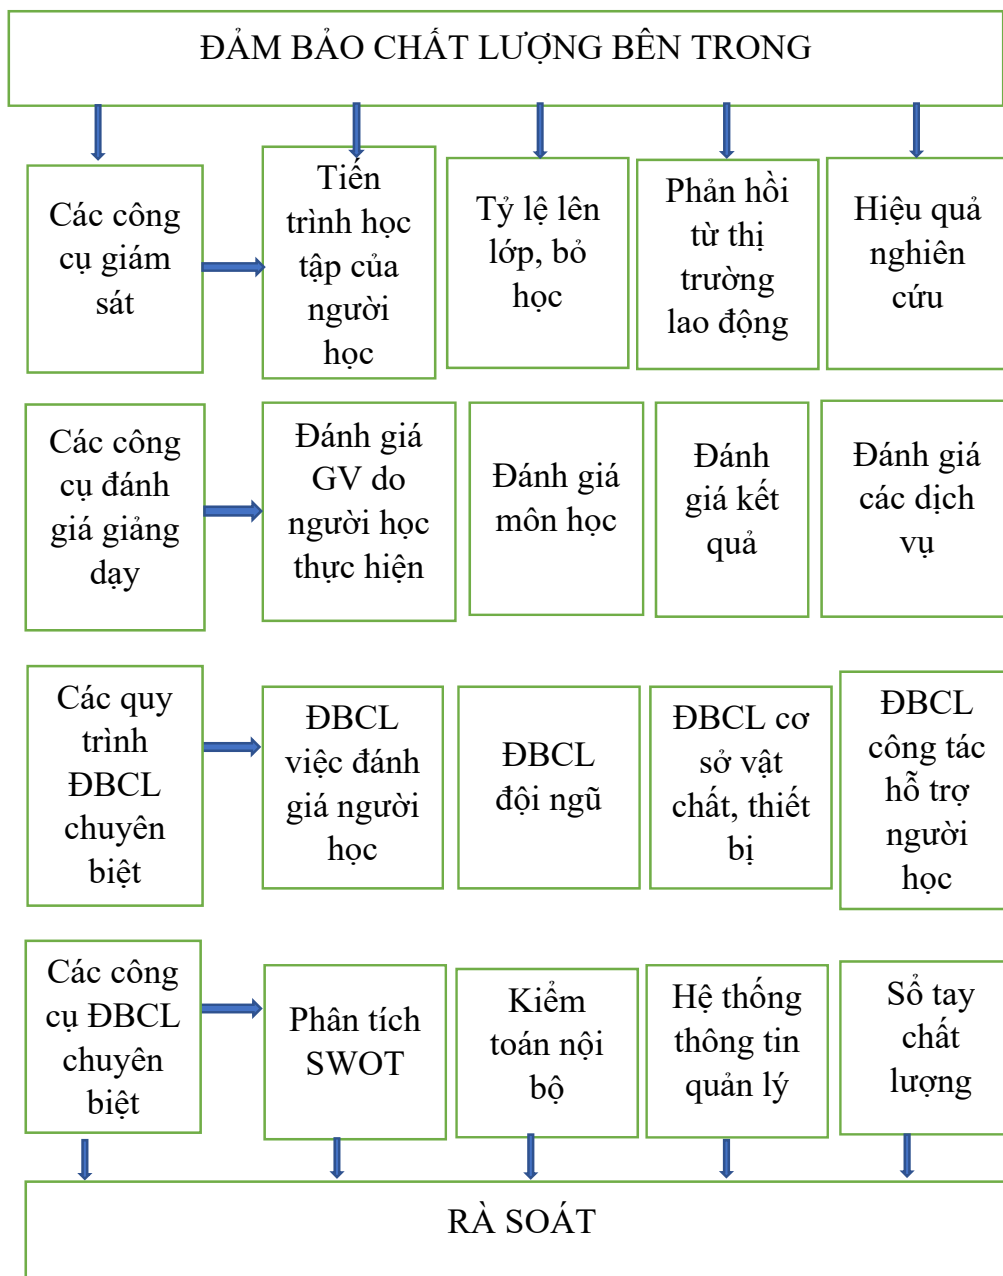 ĐẢM BẢO CHẤT LƯỢNG BÊN TRONG
Các công
cụ giám
sát
Tiến
trình học
tập của
người
học
Tỷ lệ lên
lớp, bỏ
học
Phản hồi
từ thị
trường
lao động
Hiệu quả
nghiên
cứu
Các công
cụ đánh
giá giảng
dạy
Đánh giá
GV do
người học
thực hiện
Đánh giá
môn học
Đánh
giá kết
quả
Đánh giá
các dịch
vụ
Các quy
trình
ĐBCL
chuyên
biệt
ĐBCL
việc đánh
giá người
học
ĐBCL
đội ngũ
ĐBCL cơ
sở vật
chất, thiết
bị
ĐBCL
công tác
hỗ trợ
người
học
Các công
cụ ĐBCL
chuyên
biệt
Phân tích
SWOT
Kiểm
toán nội
bộ
Hệ thống
thông tin
quản lý
Sổ tay
chất
lượng
RÀ SOÁT